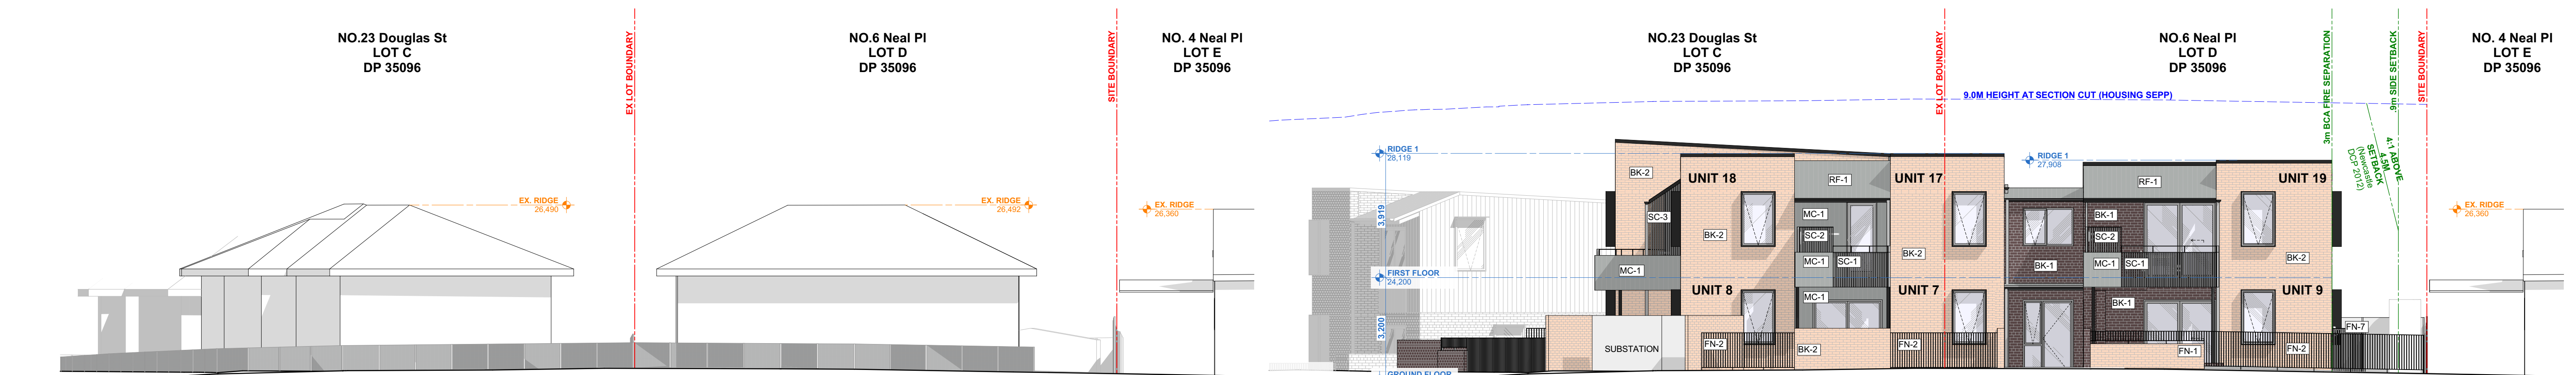 NO.23 Douglas St
LOT C
DP 35096
EX LOT BOUNDARY
NO.6 Neal Pl
LOT D
DP 35096
SITE BOUNDARY
NO. 4 Neal Pl
LOT E
DP 35096
EX. RIDGE
26,490
EX. RIDGE
26,492
EX. RIDGE
26,360
NO.23 Douglas St
LOT C
DP 35096
EX LOT BOUNDARY
NO.6 Neal Pl
LOT D
DP 35096
3m BCA FIRE SEPARATION
.9m SIDE SETBACK
SITE BOUNDARY
NO. 4 Neal Pl
LOT E
DP 35096
9.0M HEIGHT AT SECTION CUT (HOUSING SEPP)
4:1 ABOVE
4.5M
SETBACK
(Newcastle
DCP 2012)
RIDGE 1
28,119
RIDGE 1
27,908
BK-2
UNIT 18
RF-1
UNIT 17
RF-1
UNIT 19
EX. RIDGE
26,360
3,919
SC-3
MC-1
BK-1
BK-2
SC-2
SC-2
BK-2
BK-2
MC-1
SC-1
BK-1
MC-1
SC-1
MC-1
FIRST FLOOR
24,200
UNIT 8
MC-1
UNIT 7
BK-1
UNIT 9
3,200
FN-7
SUBSTATION
FN-2
BK-2
FN-2
FN-1
FN-2
GROUND FLOOR